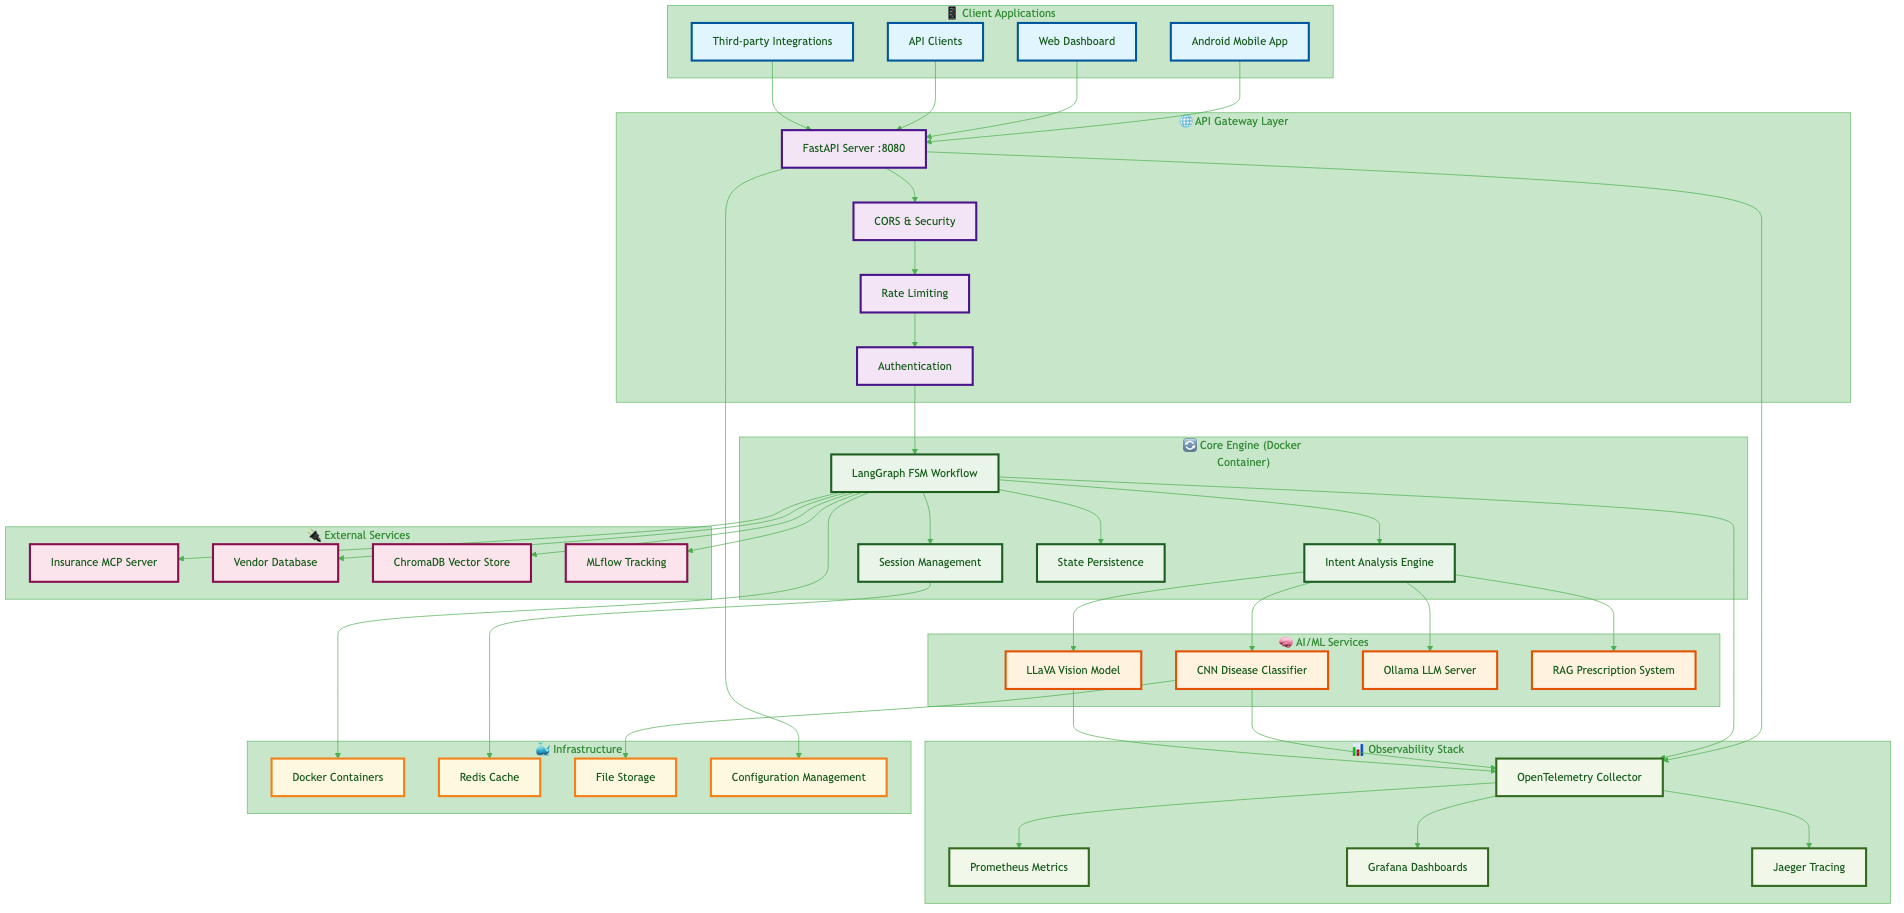 📱 Client Applications
Third-party Integrations
API Clients
Web Dashboard
Android Mobile App
🌐 API Gateway Layer
FastAPI Server :8080
CORS & Security
Rate Limiting
Authentication
🔄 Core Engine (Docker
Container)
LangGraph FSM Workflow
Session Management
State Persistence
Intent Analysis Engine
🔌 External Services
Insurance MCP Server
Vendor Database
ChromaDB Vector Store
MLflow Tracking
🧠 AI/ML Services
LLaVA Vision Model
CNN Disease Classifier
Ollama LLM Server
RAG Prescription System
🐳 Infrastructure
Docker Containers
Redis Cache
File Storage
Configuration Management
📊 Observability Stack
OpenTelemetry Collector
Prometheus Metrics
Grafana Dashboards
Jaeger Tracing